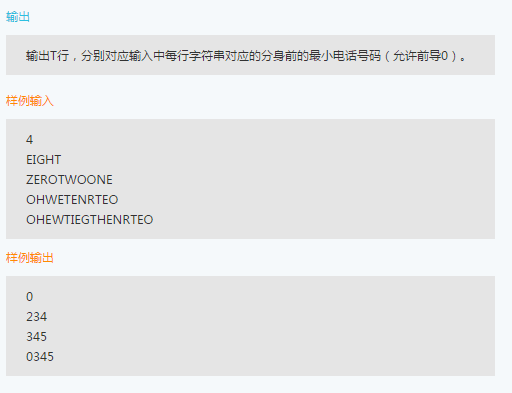 输出
输出T行，分别对应输入中每行字符串对应的分身前的最小电话号码（允许前导0）。
样例输入
4
EIGHT
ZEROTWOONE
OHWETENRTEO
OHEWTIEGTHENRTEO
样例输出
0
234
345
0345